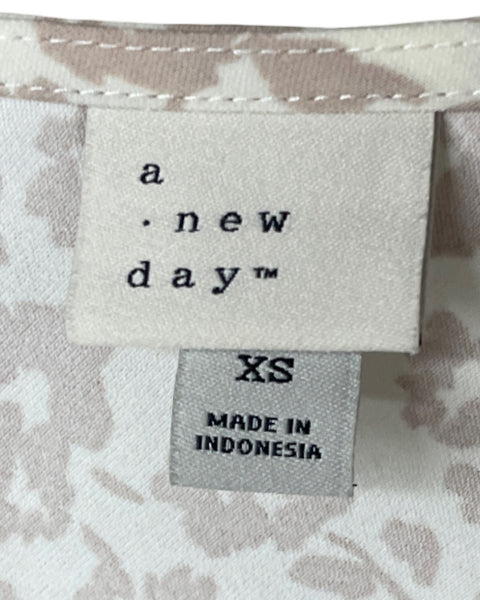 a
· new
day™
XS
MADE IN
INDONESIA